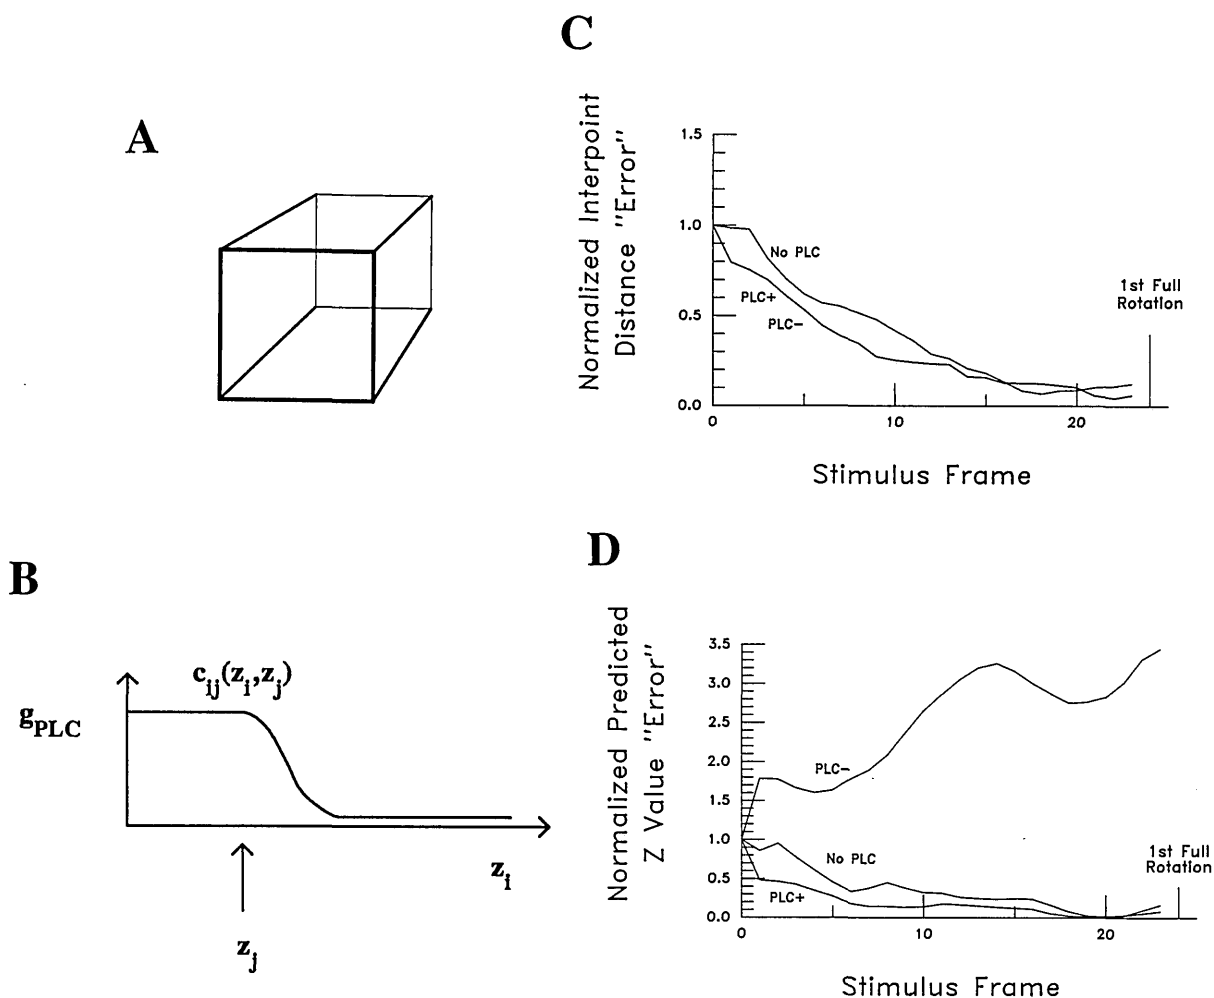 A
B
c_ij(z_i,z_j)
g_PLC
z_i
z_j
C
Normalized Interpoint
Distance "Error"
1.5
1.0
0.5
0.0
No PLC
PLC+
PLC−
1st Full
Rotation
0
10
20
Stimulus Frame
D
Normalized Predicted
Z Value "Error"
3.5
3.0
2.5
2.0
1.5
1.0
0.5
0.0
PLC−
No PLC
PLC+
1st Full
Rotation
0
10
20
Stimulus Frame